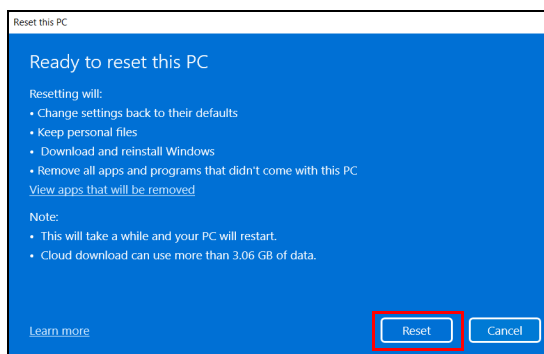 Reset this PC
Ready to reset this PC
Resetting will:
• Change settings back to their defaults
• Keep personal files
• Download and reinstall Windows
• Remove all apps and programs that didn't come with this PC
View apps that will be removed
Note:
• This will take a while and your PC will restart.
• Cloud download can use more than 3.06 GB of data.
Learn more
Reset
Cancel